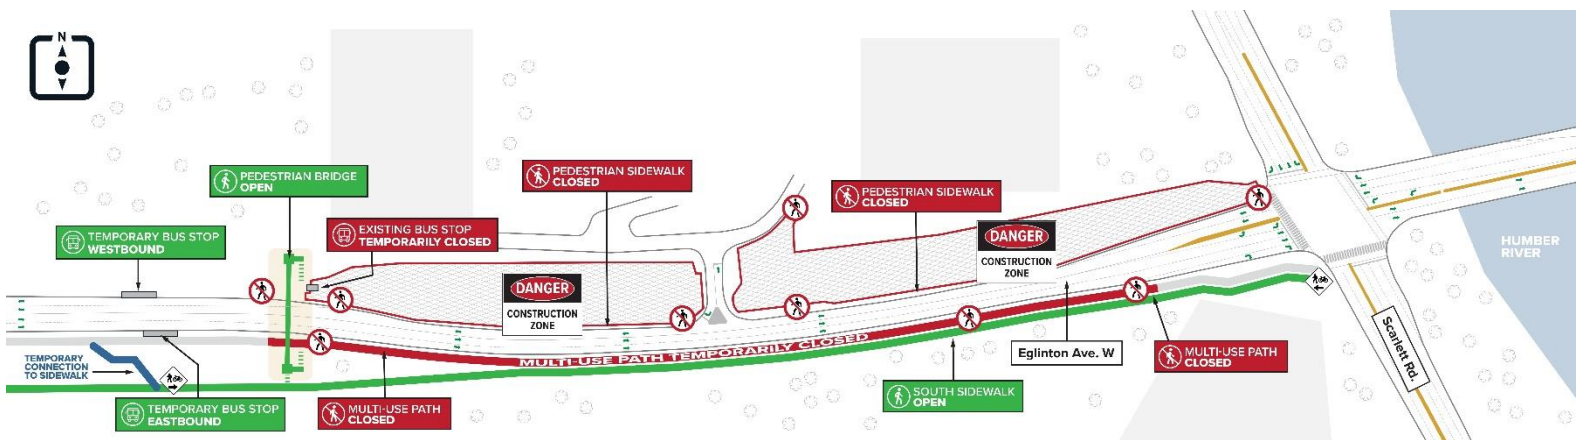 N
PEDESTRIAN BRIDGE
OPEN
PEDESTRIAN SIDEWALK
CLOSED
PEDESTRIAN SIDEWALK
CLOSED
TEMPORARY BUS STOP
WESTBOUND
EXISTING BUS STOP
TEMPORARILY CLOSED
DANGER
CONSTRUCTION
ZONE
DANGER
CONSTRUCTION
ZONE
HUMBER
RIVER
MULTI-USE PATH TEMPORARILY CLOSED
Eglinton Ave. W
MULTI-USE PATH
CLOSED
Scarlett Rd.
TEMPORARY
CONNECTION
TO SIDEWALK
TEMPORARY BUS STOP
EASTBOUND
MULTI-USE PATH
CLOSED
SOUTH SIDEWALK
OPEN